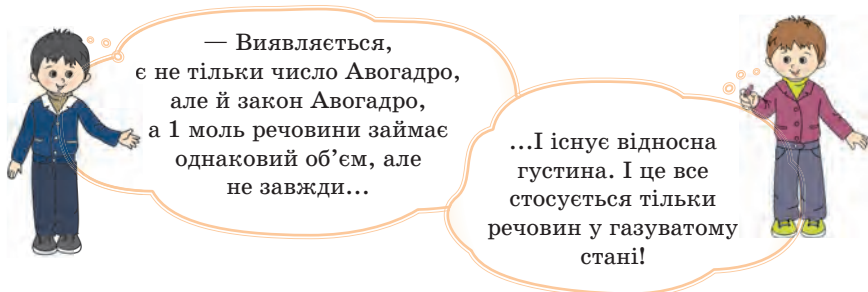 — Виявляється,
є не тільки число Авогадро,
але й закон Авогадро,
а 1 моль речовини займає
однаковий об’єм, але
не завжди...
...І існує відносна
густина. І це все
стосується тільки
речовин у газуватому
стані!